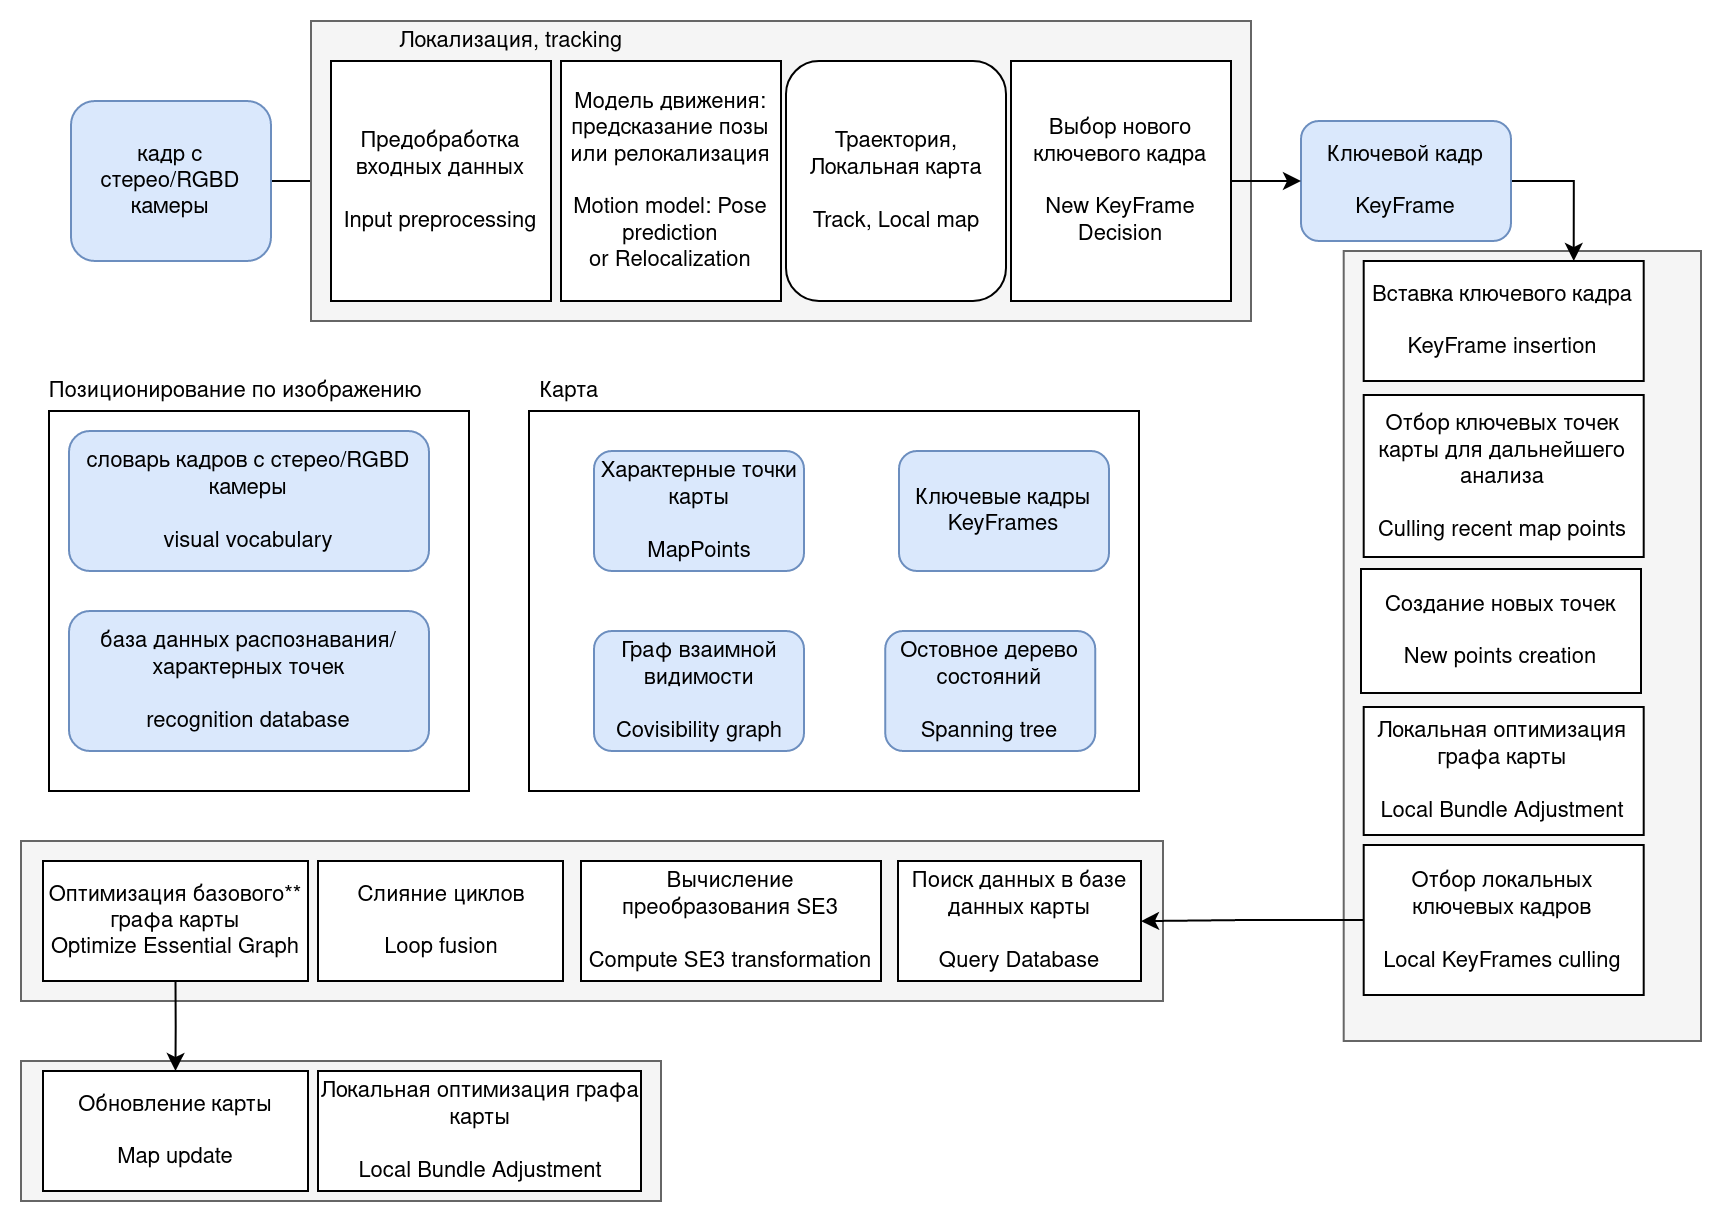 Локализация, tracking
кадр с
стерео/RGBD
камеры
Предобработка
входных данных
Input preprocessing
Модель движения:
предсказание позы
или релокализация
Motion model: Pose
prediction
or Relocalization
Траектория,
Локальная карта
Track, Local map
Выбор нового
ключевого кадра
New KeyFrame
Decision
Ключевой кадр
KeyFrame
Вставка ключевого кадра
KeyFrame insertion
Отбор ключевых точек
карты для дальнейшего
анализа
Culling recent map points
Создание новых точек
New points creation
Локальная оптимизация
графа карты
Local Bundle Adjustment
Отбор локальных
ключевых кадров
Local KeyFrames culling
Позиционирование по изображению
словарь кадров с стерео/RGBD
камеры
visual vocabulary
база данных распознавания/
характерных точек
recognition database
Карта
Характерные точки
карты
MapPoints
Ключевые кадры
KeyFrames
Граф взаимной
видимости
Covisibility graph
Остовное дерево
состояний
Spanning tree
Оптимизация базового**
графа карты
Optimize Essential Graph
Слияние циклов
Loop fusion
Вычисление
преобразования SE3
Compute SE3 transformation
Поиск данных в базе
данных карты
Query Database
Обновление карты
Map update
Локальная оптимизация графа
карты
Local Bundle Adjustment